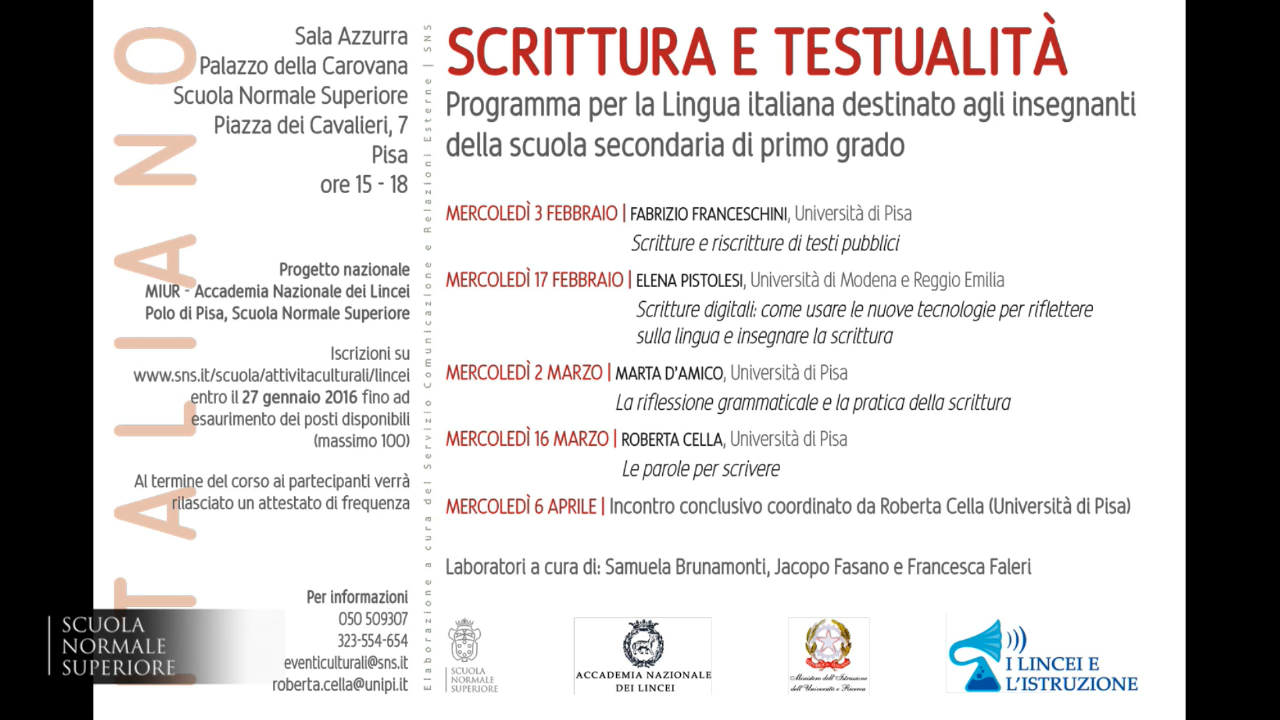 ITALIANO
Sala Azzurra
Palazzo della Carovana
Scuola Normale Superiore
Piazza dei Cavalieri, 7
Pisa
ore 15 - 18
Progetto nazionale
MIUR - Accademia Nazionale dei Lincei
Polo di Pisa, Scuola Normale Superiore
Iscrizioni su
www.sns.it/scuola/attivitaculturali/lincei
entro il 27 gennaio 2016 fino ad
esaurimento dei posti disponibili
(massimo 100)
Al termine del corso ai partecipanti verrà
rilasciato un attestato di frequenza
Per informazioni
050 509307
323-554-654
eventiculturali@sns.it
roberta.cella@unipi.it
SCUOLA
NORMALE
SUPERIORE
Elaborazione a cura del Servizio Comunicazione e Relazioni Esterne | SNS
SCRITTURA E TESTUALITÀ
Programma per la Lingua italiana destinato agli insegnanti
della scuola secondaria di primo grado
MERCOLEDÌ 3 FEBBRAIO | FABRIZIO FRANCESCHINI, Università di Pisa
Scritture e riscritture di testi pubblici
MERCOLEDÌ 17 FEBBRAIO | ELENA PISTOLESI, Università di Modena e Reggio Emilia
Scritture digitali: come usare le nuove tecnologie per riflettere
sulla lingua e insegnare la scrittura
MERCOLEDÌ 2 MARZO | MARTA D'AMICO, Università di Pisa
La riflessione grammaticale e la pratica della scrittura
MERCOLEDÌ 16 MARZO | ROBERTA CELLA, Università di Pisa
Le parole per scrivere
MERCOLEDÌ 6 APRILE | Incontro conclusivo coordinato da Roberta Cella (Università di Pisa)
Laboratori a cura di: Samuela Brunamonti, Jacopo Fasano e Francesca Faleri
SCUOLA
NORMALE
SUPERIORE
ACCADEMIA NAZIONALE
DEI LINCEI
Ministero dell'Istruzione
dell'Università e Ricerca
I LINCEI E
L'ISTRUZIONE